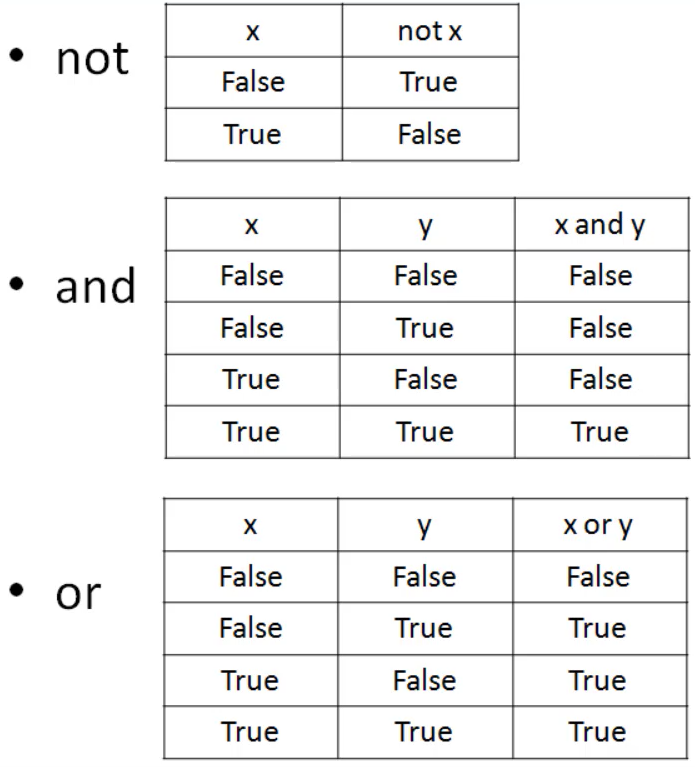 • not
x not x
False True
True False
• and
x y x and y
False False False
False True False
True False False
True True True
• or
x y x or y
False False False
False True True
True False True
True True True